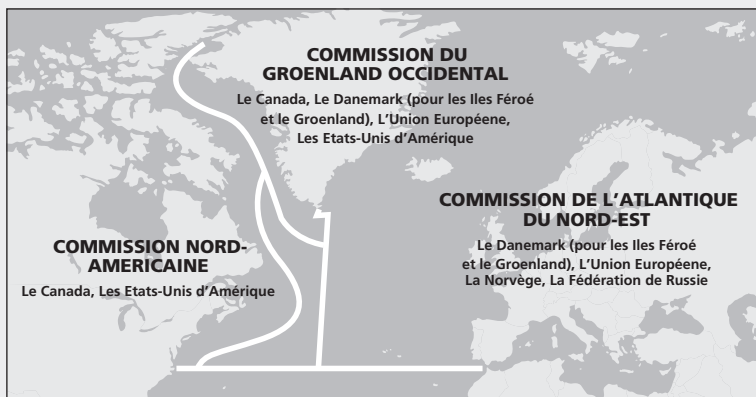 COMMISSION DU
GROENLAND OCCIDENTAL
Le Canada, Le Danemark (pour les Iles Féroé
et le Groenland), L'Union Européene,
Les Etats-Unis d'Amérique
COMMISSION DE L'ATLANTIQUE
DU NORD-EST
Le Danemark (pour les Iles Féroé
et le Groenland), L'Union Européene,
La Norvège, La Fédération de Russie
COMMISSION NORD-
AMERICAINE
Le Canada, Les Etats-Unis d'Amérique